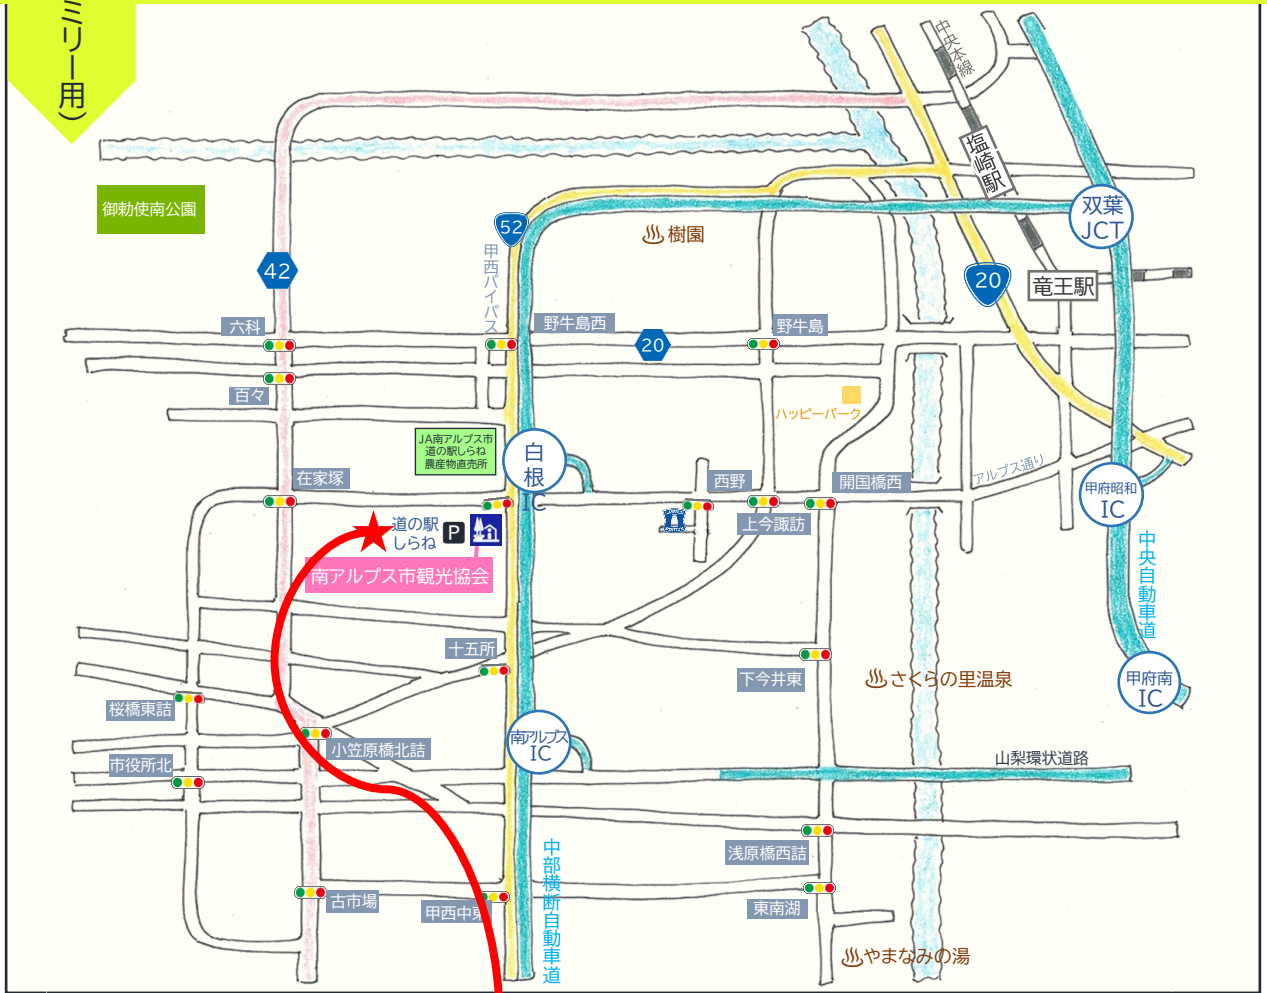 ミリー用）
中央本線
塩崎駅
御勅使南公園
双葉
JCT
52
樹園
42
甲西バイパス
20
竜王駅
六科
野牛島西
20
野牛島
百々
ハッピーパーク
JA南アルプス市
道の駅しらね
農産物直売所
白根
IC
アルプス通り
在家塚
西野
開国橋西
甲府昭和
IC
道の駅
しらね
P
上今諏訪
南アルプス市観光協会
中央自動車道
十五所
下今井東
さくらの里温泉
甲府南
IC
桜橋東詰
小笠原橋北詰
南アルプス
IC
市役所北
山梨環状道路
中部横断自動車道
浅原橋西詰
古市場
甲西中東
東南湖
やまなみの湯